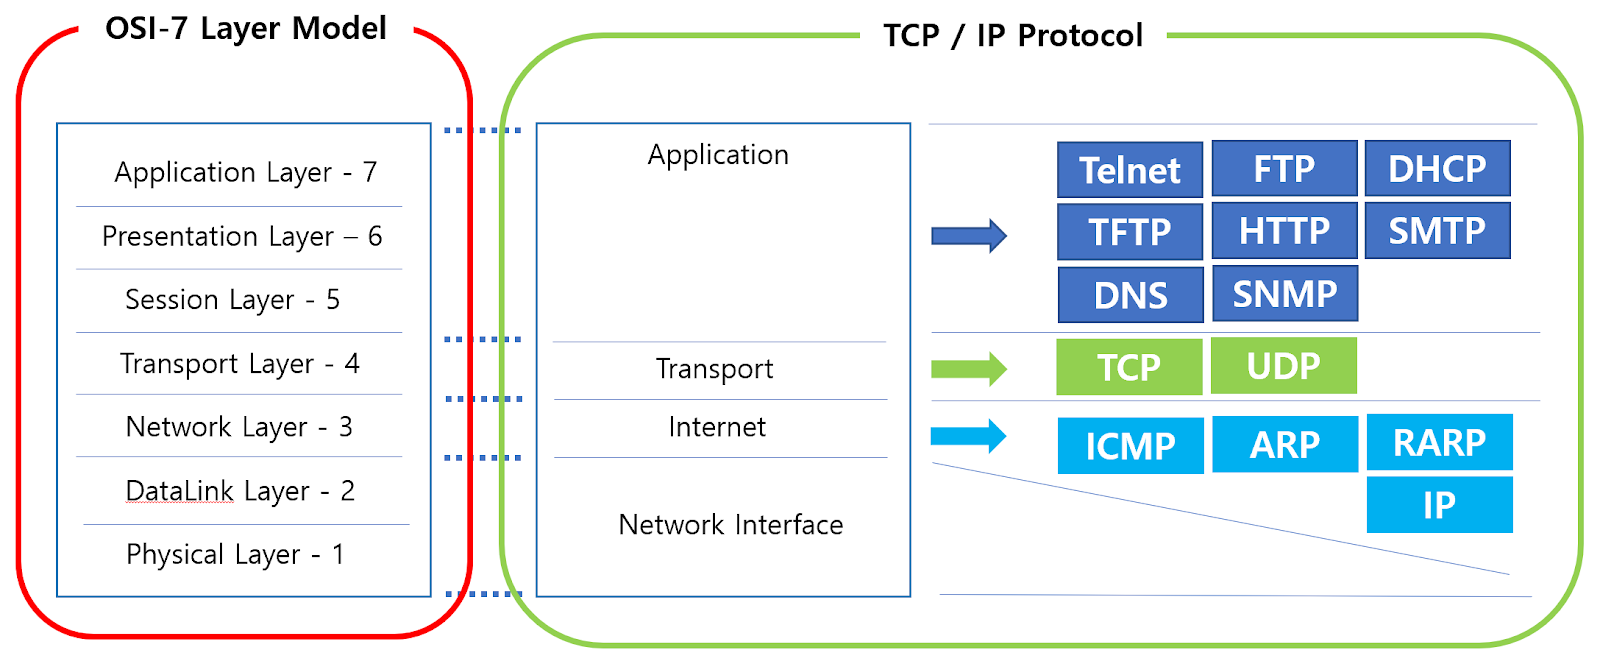 OSI-7 Layer Model
Application Layer - 7
Presentation Layer – 6
Session Layer - 5
Transport Layer - 4
Network Layer - 3
DataLink Layer - 2
Physical Layer - 1
TCP / IP Protocol
Application
Transport
Internet
Network Interface
Telnet FTP DHCP
TFTP HTTP SMTP
DNS SNMP
TCP UDP
ICMP ARP RARP
IP